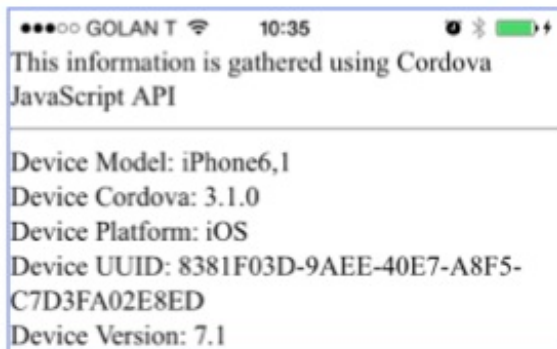 GOLAN T 10:35
This information is gathered using Cordova
JavaScript API
Device Model: iPhone6,1
Device Cordova: 3.1.0
Device Platform: iOS
Device UUID: 8381F03D-9AEE-40E7-A8F5-
C7D3FA02E8ED
Device Version: 7.1